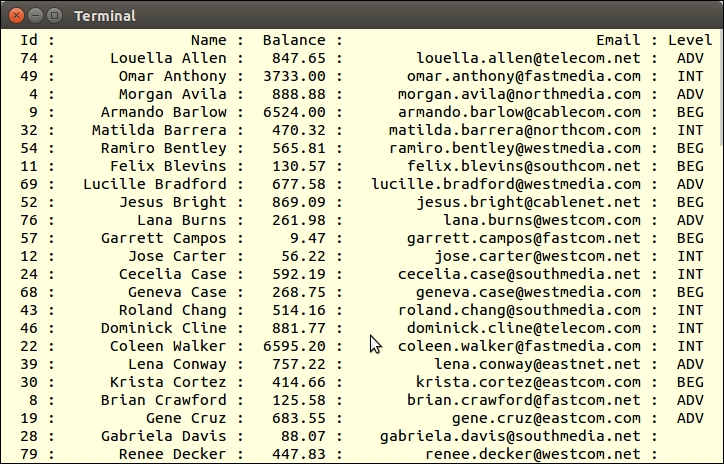 Terminal
Id : Name : Balance : Email : Level
74 : Louella Allen : 847.65 : louella.allen@telecom.net : ADV
49 : Omar Anthony : 3733.00 : omar.anthony@fastmedia.com : INT
4 : Morgan Avila : 888.88 : morgan.avila@northmedia.com : ADV
9 : Armando Barlow : 6524.00 : armando.barlow@cablecom.net : BEG
32 : Matilda Barrera : 470.32 : matilda.barrera@northcom.net : INT
54 : Ramiro Bentley : 565.81 : ramiro.bentley@westmedia.com : BEG
11 : Felix Blevins : 130.57 : felix.blevins@southcom.net : BEG
69 : Lucille Bradford : 677.58 : lucille.bradford@westmedia.com : ADV
52 : Jesus Bright : 869.09 : jesus.bright@cablenet.net : BEG
76 : Lana Burns : 261.98 : lana.burns@westcom.net : ADV
57 : Garrett Campos : 9.47 : garrett.campos@fastcom.net : BEG
12 : Jose Carter : 56.22 : jose.carter@westcom.net : INT
24 : Cecelia Case : 592.19 : cecelia.case@southmedia.net : INT
68 : Geneva Case : 268.75 : geneva.case@westmedia.com : BEG
43 : Roland Chang : 514.16 : roland.chang@southmedia.com : INT
46 : Dominick Cline : 881.77 : dominick.cline@telecom.net : INT
22 : Coleen Walker : 6595.20 : coleen.walker@fastmedia.com : INT
39 : Lena Conway : 757.22 : lena.conway@eastnet.net : ADV
30 : Krista Cortez : 414.66 : krista.cortez@eastcom.com : BEG
8 : Brian Crawford : 125.58 : brian.crawford@fastcom.net : ADV
19 : Gene Cruz : 683.55 : gene.cruz@eastcom.com : ADV
28 : Gabriela Davis : 88.07 : gabriela.davis@southmedia.net :
79 : Renee Decker : 447.83 : renee.decker@westcom.net :